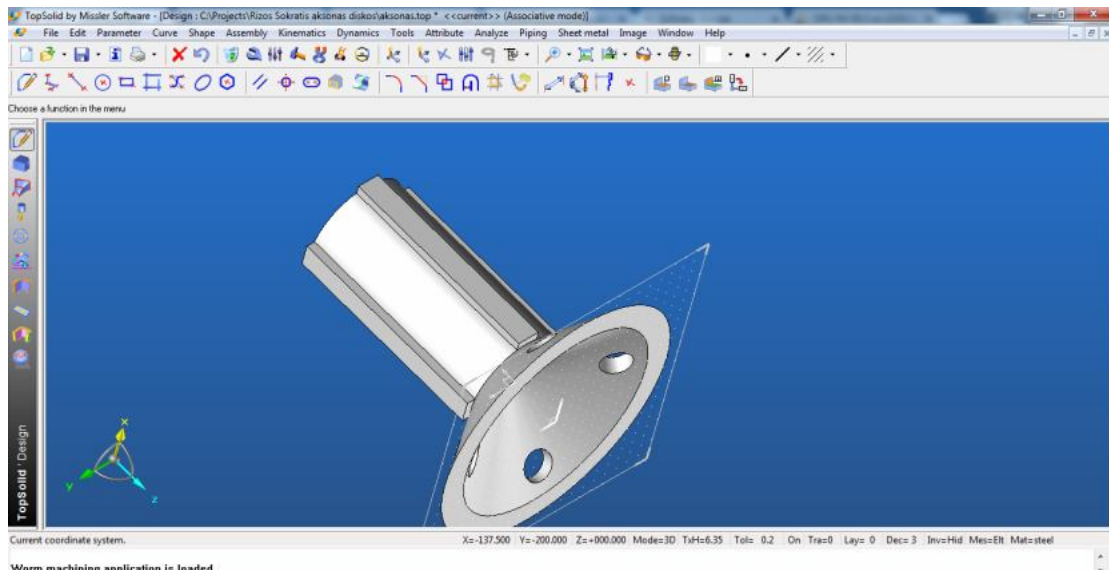 TopSolid by Missler Software - [Design : C:\Projects\Rizos Sokratis aksonas diskos\aksonas.top * <<current>> (Associative mode)]
File Edit Parameter Curve Shape Assembly Kinematics Dynamics Tools Attribute Analyze Piping Sheet metal Image Window Help
Choose a function in the menu
x
y
z
TopSolid'Design
Current coordinate system.
X=-137.500 Y=-200.000 Z=+000.000 Mode=3D TxH=6.35 Tol= 0.2 On Tra=0 Lay= 0 Dec= 3 Inv=Hid Mes=Elt Mat=steel
Worm machining application is loaded